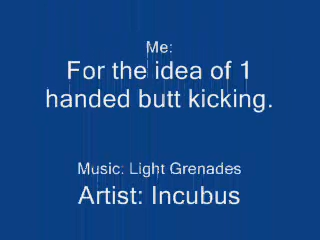 Me:
For the idea of 1
handed butt kicking.
Music: Light Grenades
Artist: Incubus